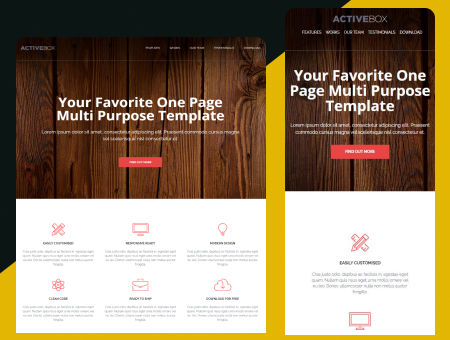 ACTIVEBOX
FEATURES WORKS OUR TEAM TESTIMONIALS DOWNLOAD
Your Favorite One Page
Multi Purpose Template
Lorem ipsum dolor sit amet, consectetur adipiscing elit. Praesent commodo cursus magna
vel scelerisque nisl consectetur et.
FIND OUT MORE
EASILY CUSTOMISED
RESPONSIVE READY
MODERN DESIGN
CLEAN CODE
READY TO SHIP
DOWNLOAD FOR FREE
ACTIVEBOX
FEATURES WORKS OUR TEAM TESTIMONIALS DOWNLOAD
Your Favorite One
Page Multi Purpose
Template
Lorem ipsum dolor sit amet, consectetur adipiscing elit. Praesent
commodo cursus magna vel scelerisque nisl consectetur et.
FIND OUT MORE
EASILY CUSTOMISED